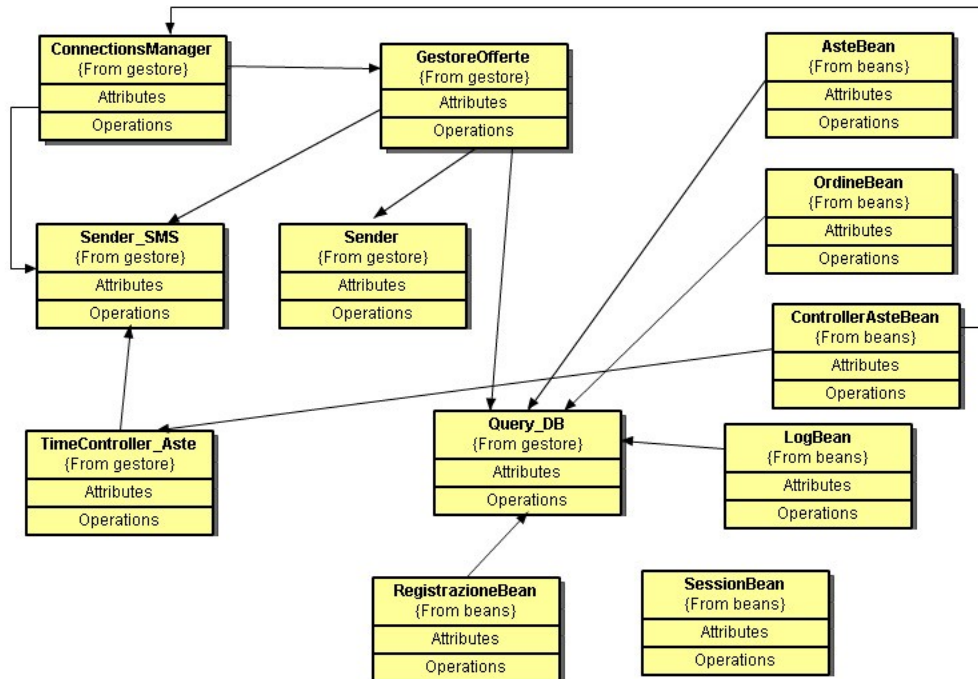 ConnectionsManager
{From gestore}
Attributes
Operations
GestoreOfferte
{From gestore}
Attributes
Operations
AsteBean
{From beans}
Attributes
Operations
OrdineBean
{From beans}
Attributes
Operations
Sender_SMS
{From gestore}
Attributes
Operations
Sender
{From gestore}
Attributes
Operations
ControllerAsteBean
{From beans}
Attributes
Operations
TimeController_Aste
{From gestore}
Attributes
Operations
Query_DB
{From gestore}
Attributes
Operations
LogBean
{From beans}
Attributes
Operations
RegistrazioneBean
{From beans}
Attributes
Operations
SessionBean
{From beans}
Attributes
Operations